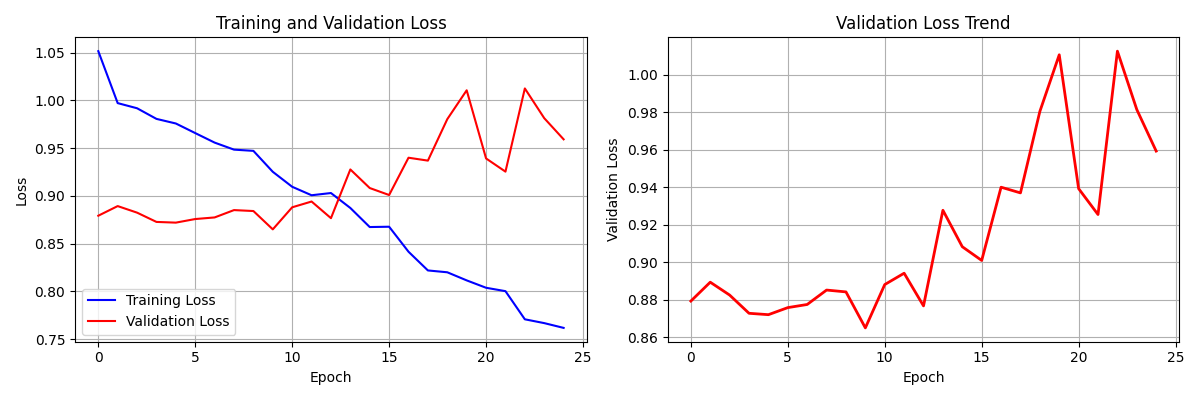 Training and Validation Loss
Loss
1.05
1.00
0.95
0.90
0.85
0.80
0.75
Training Loss
Validation Loss
0 5 10 15 20 25
Epoch
Validation Loss Trend
Validation Loss
1.00
0.98
0.96
0.94
0.92
0.90
0.88
0.86
0 5 10 15 20 25
Epoch